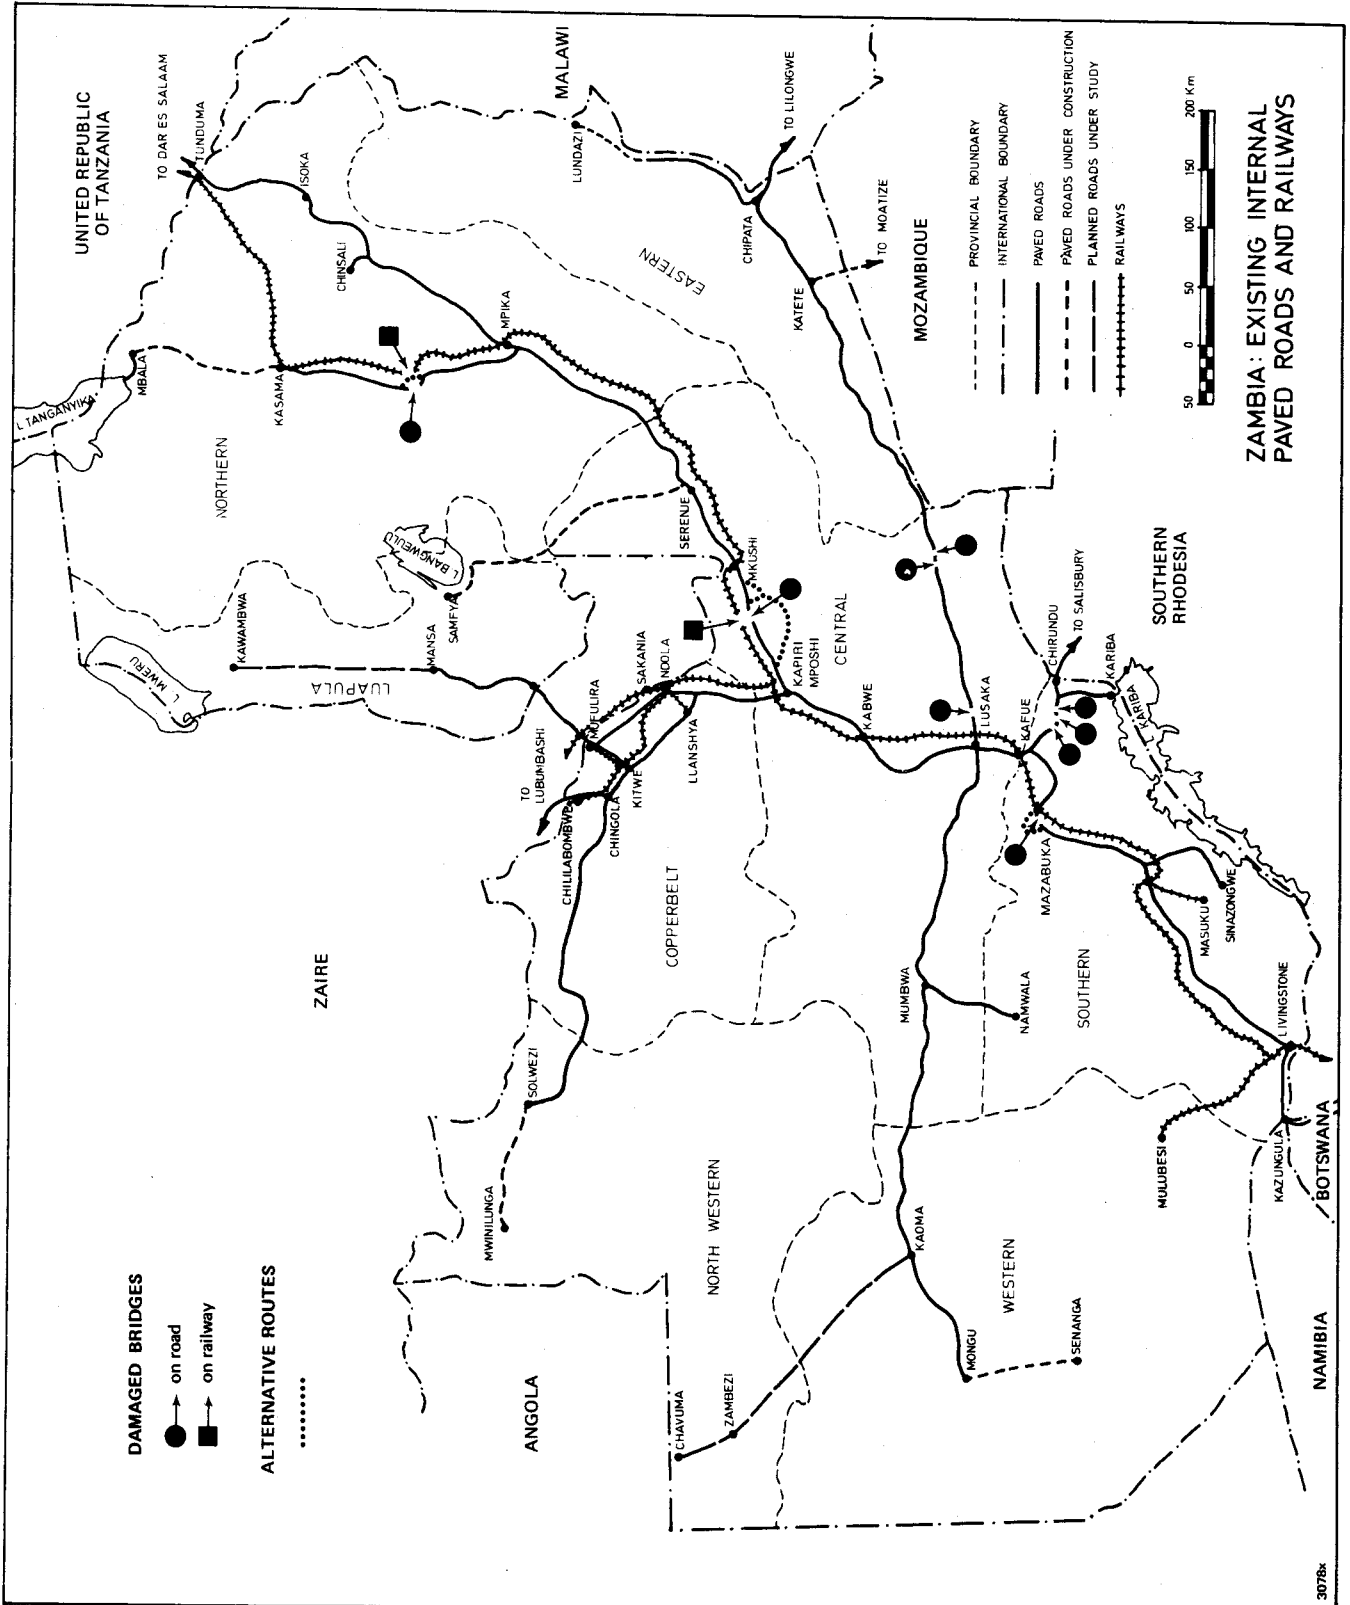 UNITED REPUBLIC
OF TANZANIA
TO DAR ES SALAAM
TUNDUMA
ISOKA
CHINSALI
MBALA
L TANGANYIKA
KASAMA
MPIKA
NORTHERN
MALAWI
LUNDAZI
TO LILONGWE
CHIPATA
EASTERN
KATETE
TO MOATIZE
MOZAMBIQUE
L MWERU
KAWAMBWA
LUAPULA
MANSA
SAMFYA
L BANGWEULU
SERENJE
MKUSHI
SAKANIA
NDOLA
MUFULIRA
TO
LUBUMBASHI
CHILILABOMBWE
CHINGOLA
KITWE
LUANSHYA
KAPIRI
MPOSHI
CENTRAL
KABWE
LUSAKA
KAFUE
CHIRUNDU
TO SALISBURY
KARIBA
L KARIBA
SOUTHERN
RHODESIA
MAZABUKA
MASUKU
SINAZONGWE
COPPERBELT
ZAIRE
SOLWEZI
MWINILUNGA
MUMBWA
NAMWALA
SOUTHERN
LIVINGSTONE
MULUBESI
KAZUNGULA
BOTSWANA
NORTH WESTERN
KAOMA
WESTERN
MONGU
SENANGA
ZAMBEZI
CHAVUMA
ANGOLA
NAMIBIA
DAMAGED BRIDGES
on road
on railway
ALTERNATIVE ROUTES
PROVINCIAL BOUNDARY
INTERNATIONAL BOUNDARY
PAVED ROADS
PAVED ROADS UNDER CONSTRUCTION
PLANNED ROADS UNDER STUDY
RAILWAYS
50 0 50 100 150 200 Km
ZAMBIA: EXISTING INTERNAL
PAVED ROADS AND RAILWAYS
3078x